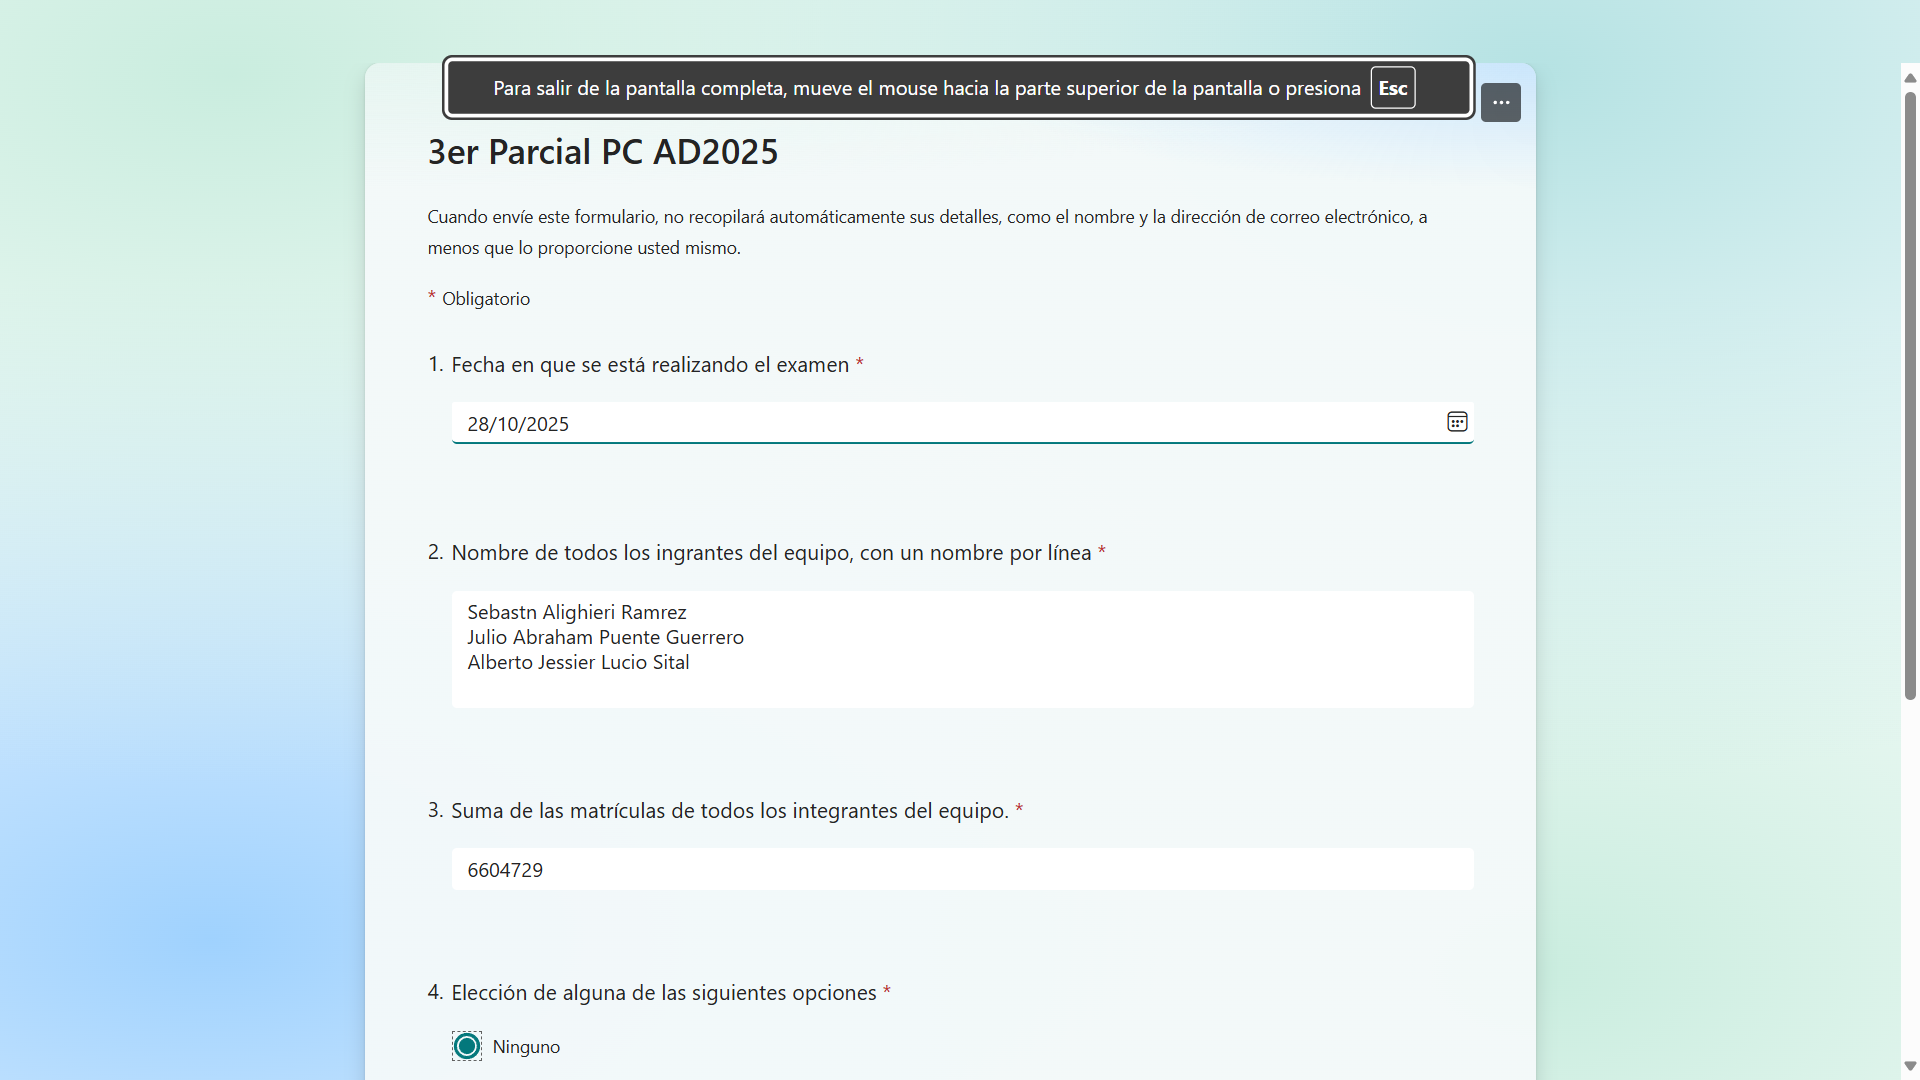 Para salir de la pantalla completa, mueve el mouse hacia la parte superior de la pantalla o presiona Esc
...
3er Parcial PC AD2025
Cuando envíe este formulario, no recopilará automáticamente sus detalles, como el nombre y la dirección de correo electrónico, a
menos que lo proporcione usted mismo.
* Obligatorio
1. Fecha en que se está realizando el examen *
28/10/2025
2. Nombre de todos los ingrantes del equipo, con un nombre por línea *
Sebastn Alighieri Ramrez
Julio Abraham Puente Guerrero
Alberto Jessier Lucio Sital
3. Suma de las matrículas de todos los integrantes del equipo. *
6604729
4. Elección de alguna de las siguientes opciones *
Ninguno